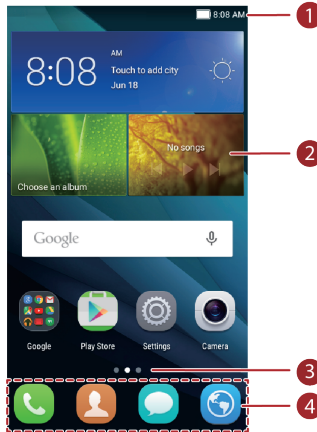 8:08 AM
1
8:08
AM
Touch to add city
Jun 18
No songs
2
Choose an album
Google
Google
Play Store
Settings
Camera
3
4